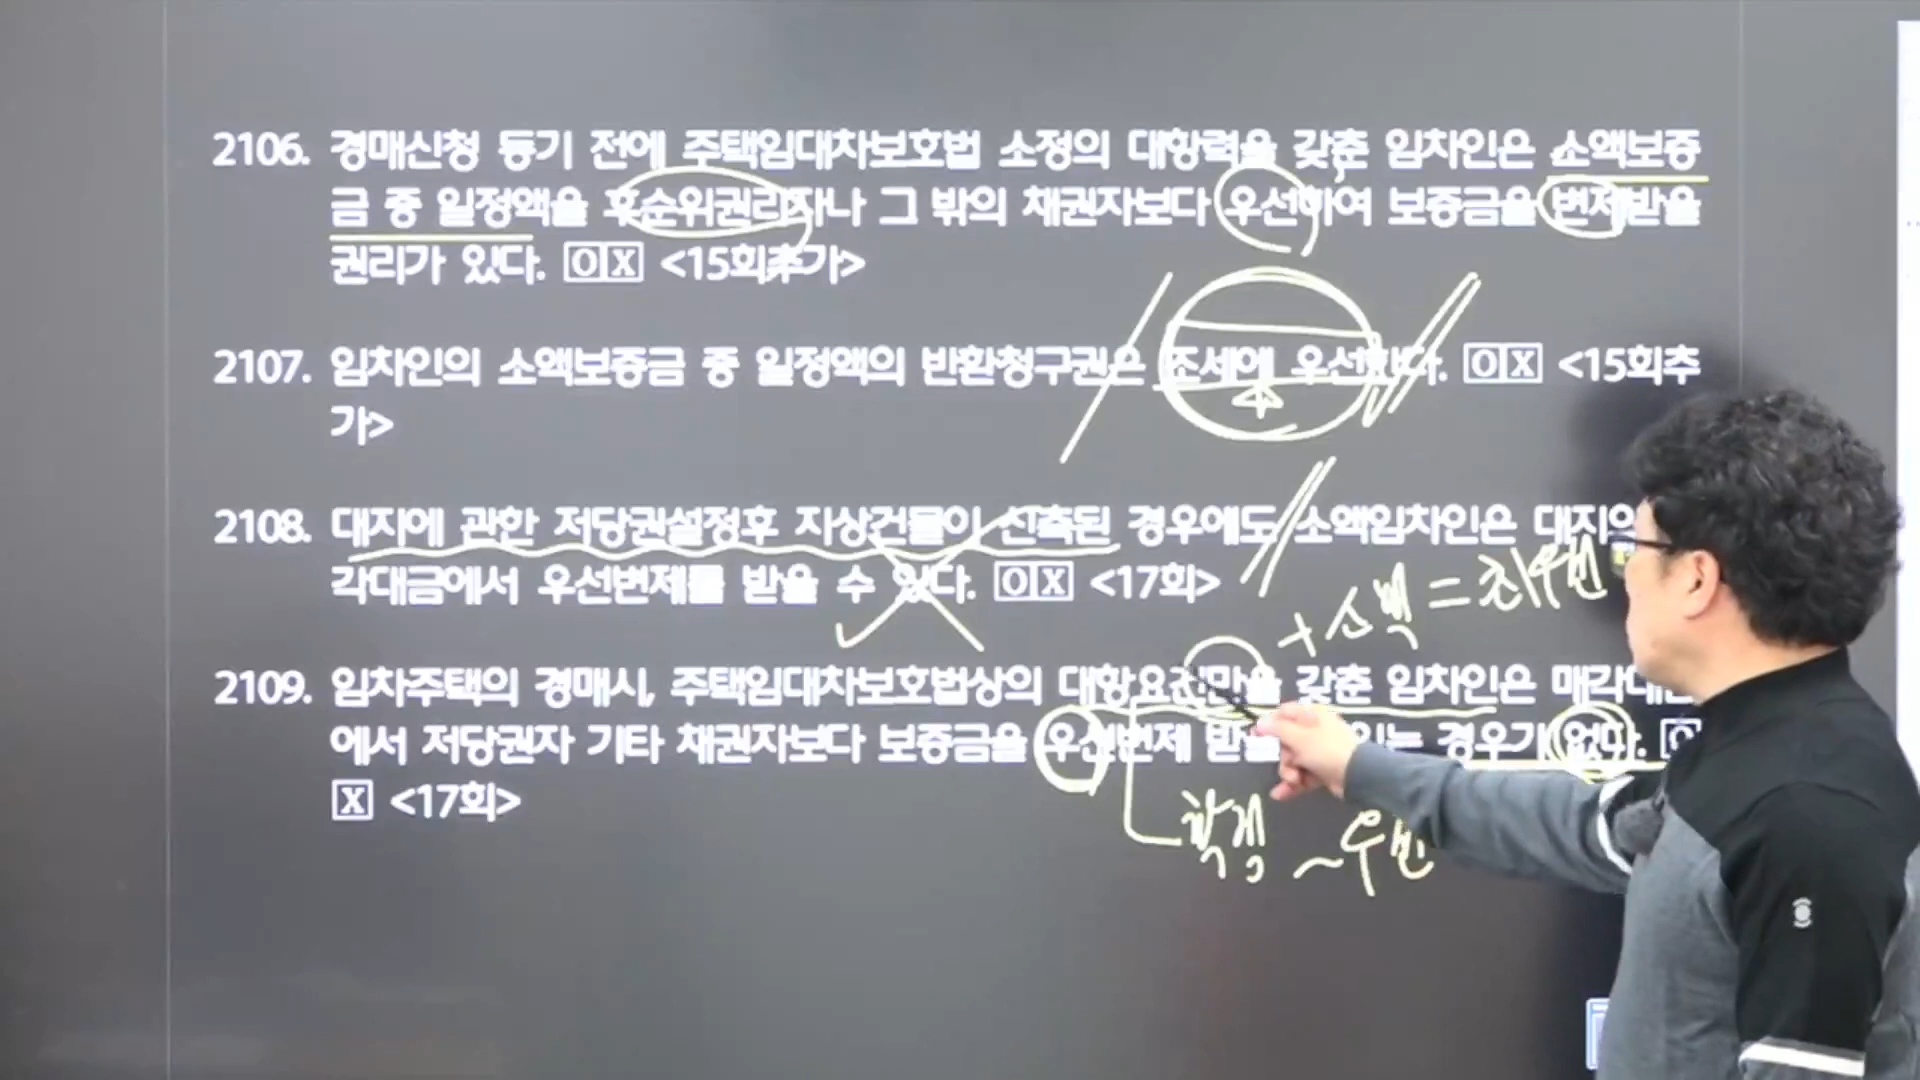 2106. 경매신청 등기 전에 주택임대차보호법 소정의 대항력을 갖춘 임차인은 소액보증
금 중 일정액을 후순위권리자나 그 밖의 채권자보다 우선하여 보증금을 변제받을
권리가 있다. O X <15회추가>
2107. 임차인의 소액보증금 중 일정액의 반환청구권은 조세에 우선한다. O X <15회추
가>
2108. 대지에 관한 저당권설정후 지상건물이 신축된 경우에도 소액임차인은 대지의
각대금에서 우선변제를 받을 수 있다. O X <17회>
+ 소액 = 최우변
2109. 임차주택의 경매시, 주택임대차보호법상의 대항요건만을 갖춘 임차인은 매각대금
에서 저당권자 기타 채권자보다 보증금을 우선변제 받을 있는 경우가 없다. O
X <17회>
확정 ~우변